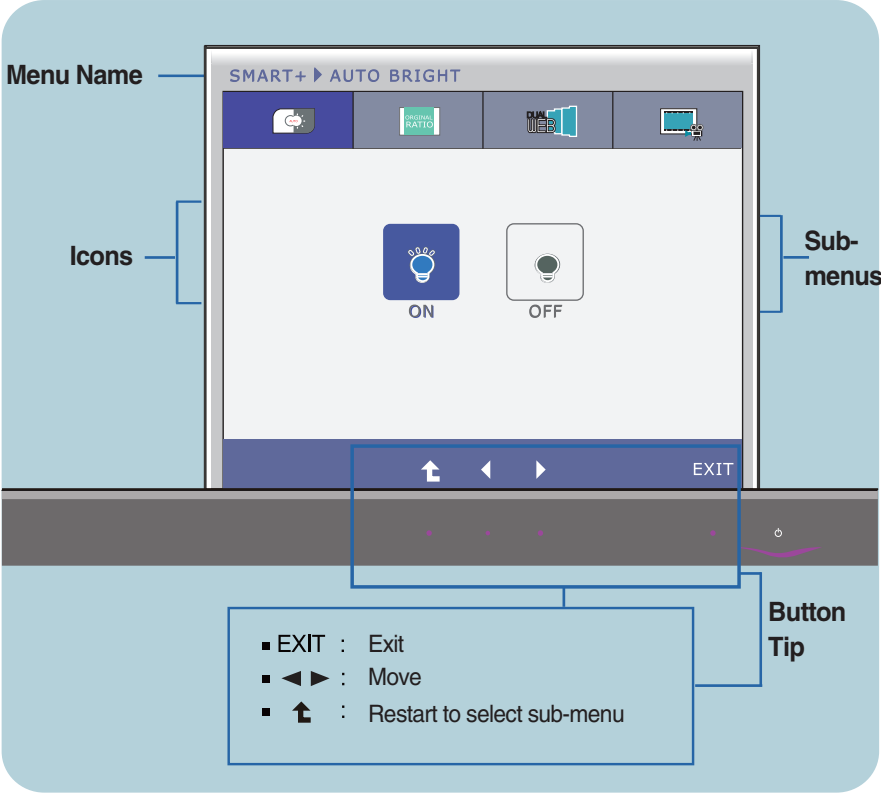 Menu Name
SMART+ AUTO BRIGHT
ORGINAL
RATIO
DUAL
WEB
Icons
Sub-
menus
ON
OFF
EXIT
Button
Tip
EXIT : Exit
◄ ► : Move
: Restart to select sub-menu